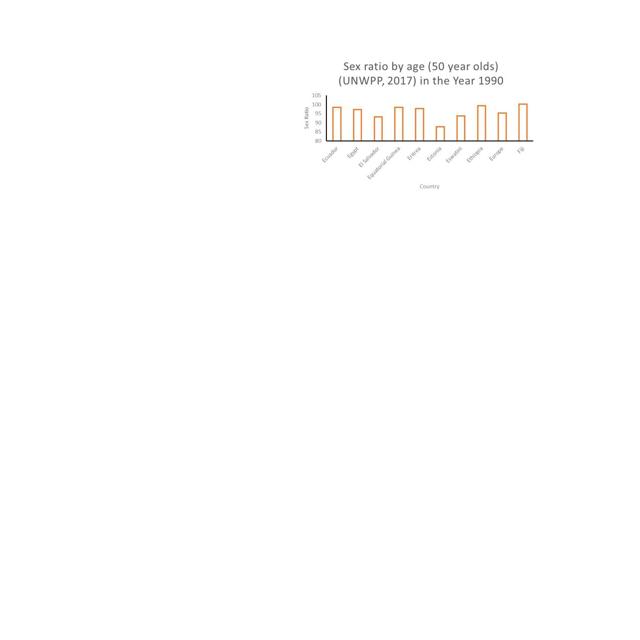 Sex ratio by age (50 year olds)
(UNWPP, 2017) in the Year 1990
105
100
95
90
85
80
Sex Ratio
Ecuador
Egypt
El Salvador
Equatorial Guinea
Eritrea
Estonia
Eswatini
Ethiopia
Europe
Fiji
Country